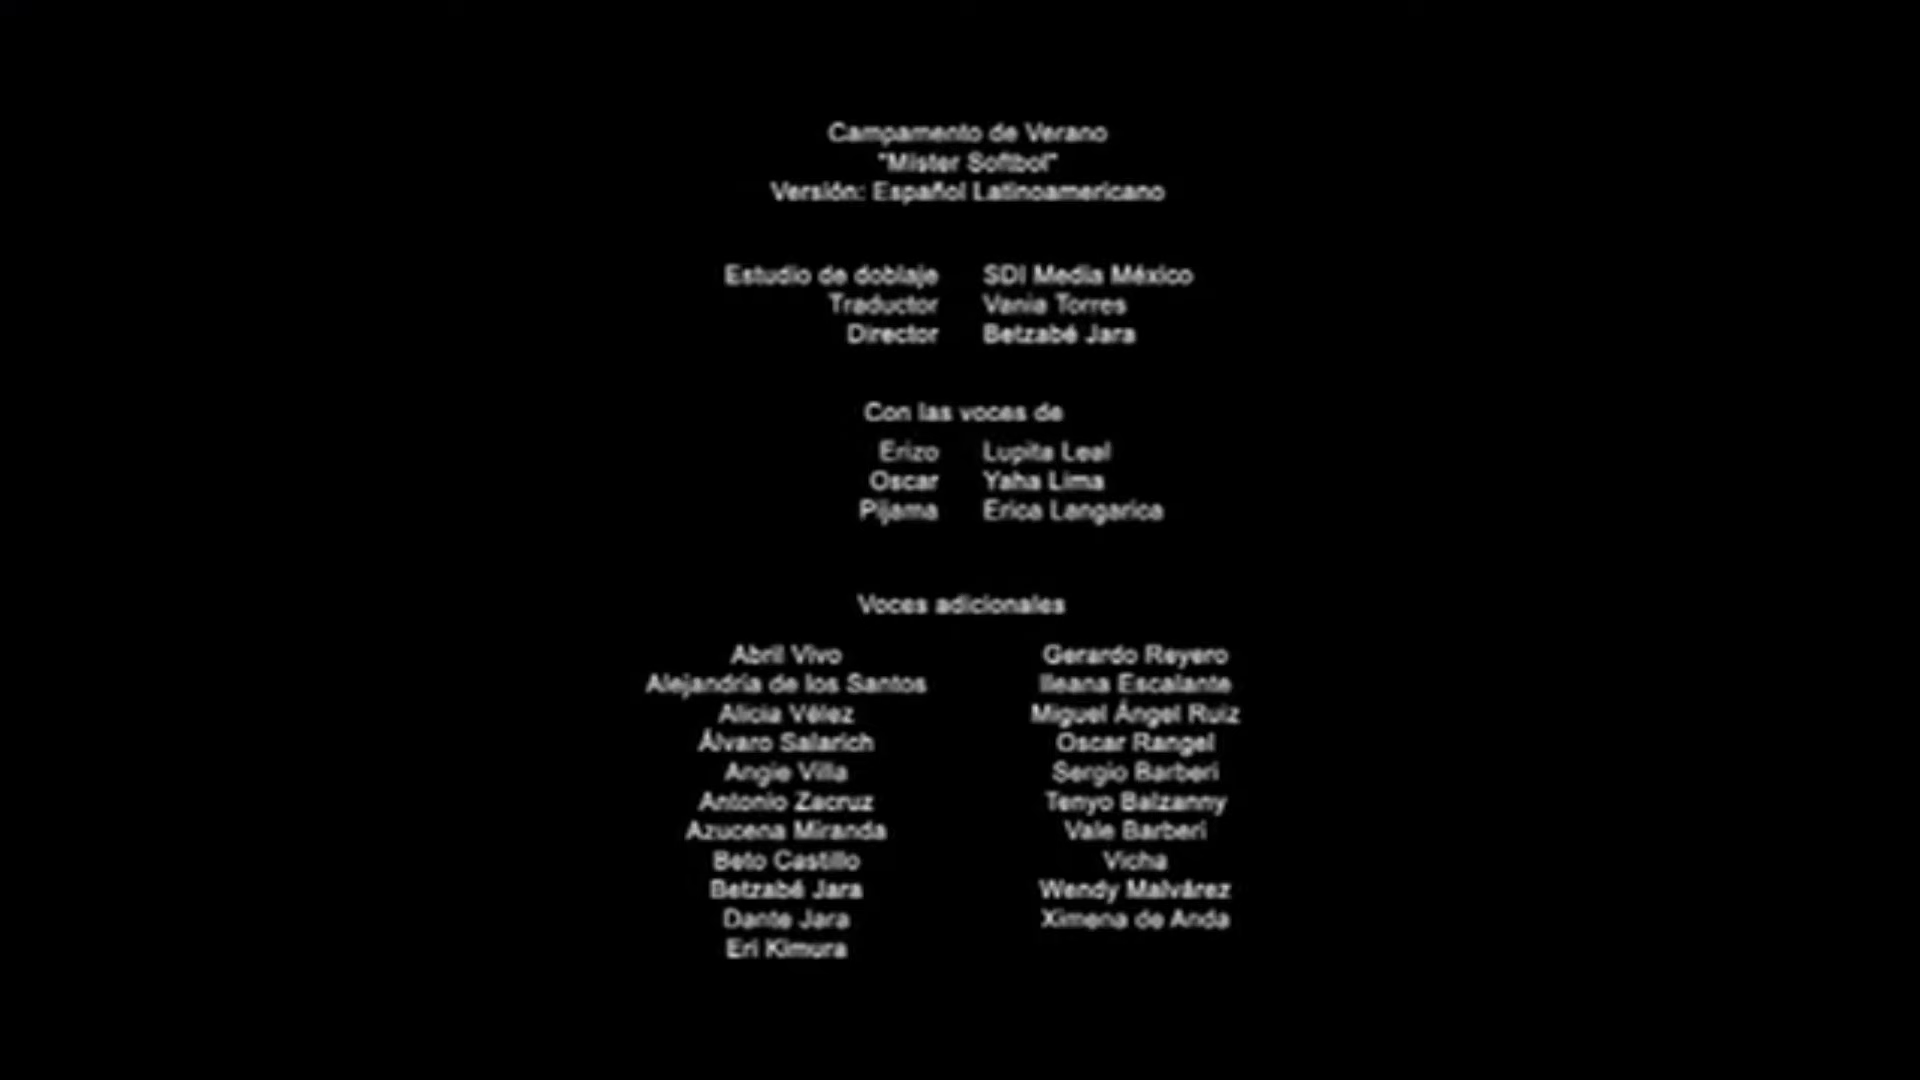 Campamento de Verano
"Mister Softbol"
Versión: Español Latinoamericano
Estudio de doblaje SDI Media México
Traductor Vania Torres
Director Betzabé Jara
Con las voces de
Erizo Lupita Leal
Oscar Yaha Lima
Pijama Erica Langarica
Voces adicionales
Abril Vivo
Alejandría de los Santos
Alicia Vélez
Álvaro Salarich
Angie Villa
Antonio Zacruz
Azucena Miranda
Beto Castillo
Betzabé Jara
Dante Jara
Eri Kimura
Gerardo Reyero
Ileana Escalante
Miguel Ángel Ruiz
Oscar Rangel
Sergio Barberi
Tenyo Balzanny
Vale Barberi
Vicha
Wendy Malvárez
Ximena de Anda